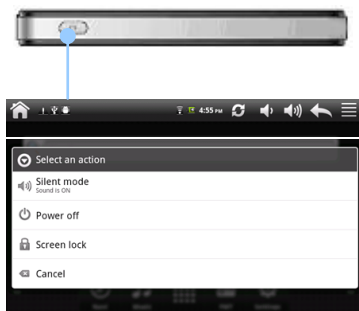 4:55 PM
Select an action
Silent mode
Sound is ON
Power off
Screen lock
Cancel